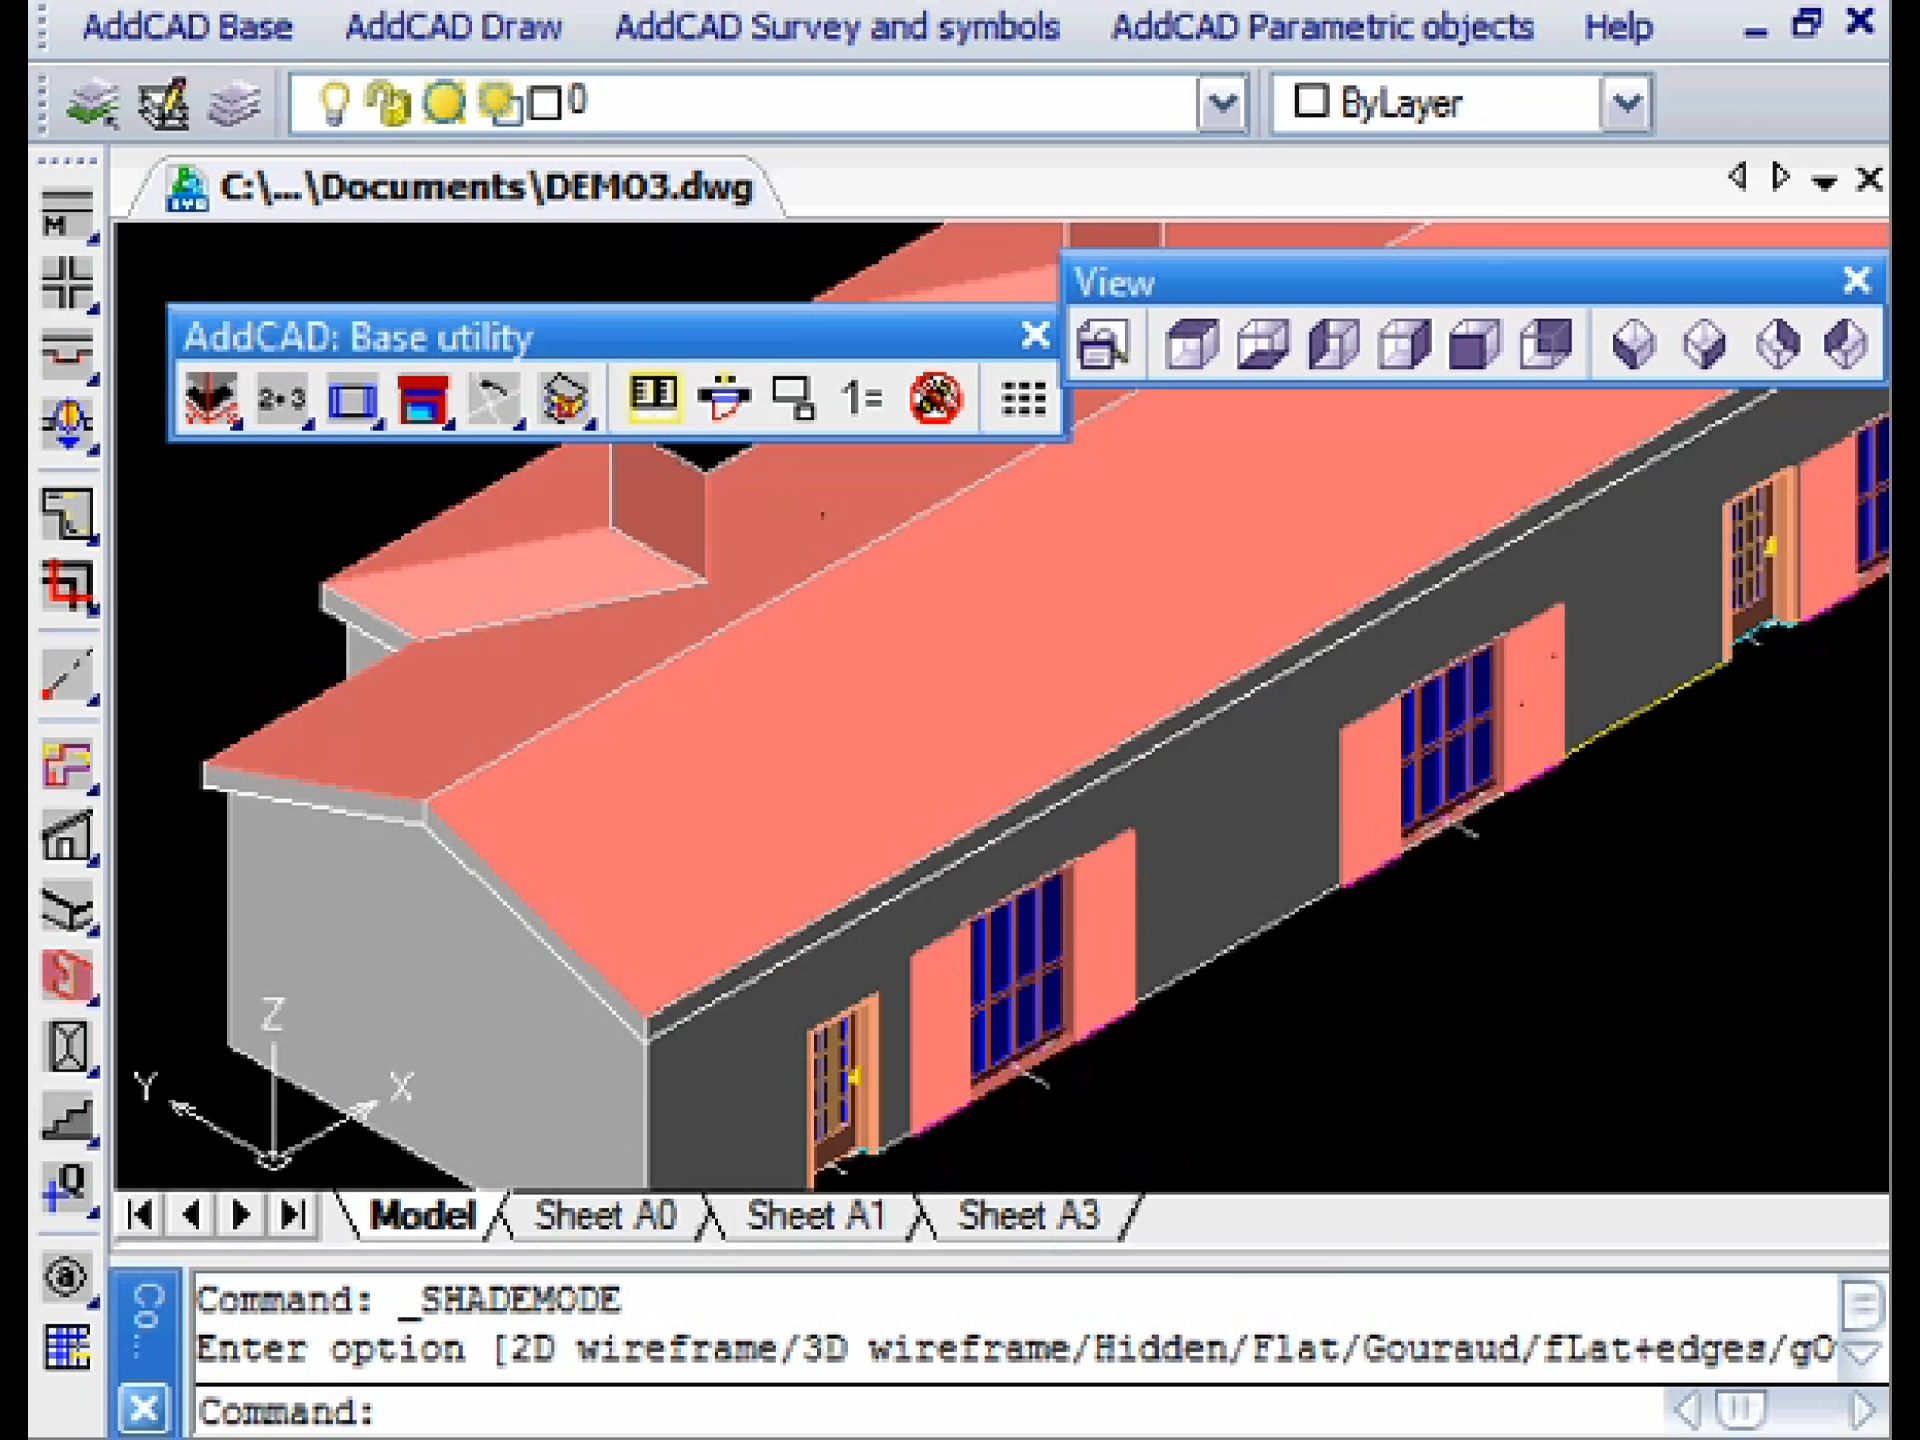 AddCAD Base AddCAD Draw AddCAD Survey and symbols AddCAD Parametric objects Help
0 ByLayer
C:\...\Documents\DEMO3.dwg
View
AddCAD: Base utility
M
2+3
1=
Z
Y X
Q
Model Sheet A0 Sheet A1 Sheet A3
a
Co...
Command: _SHADEMODE
Enter option [2D wireframe/3D wireframe/Hidden/Flat/Gouraud/fLat+edges/gO
Command: